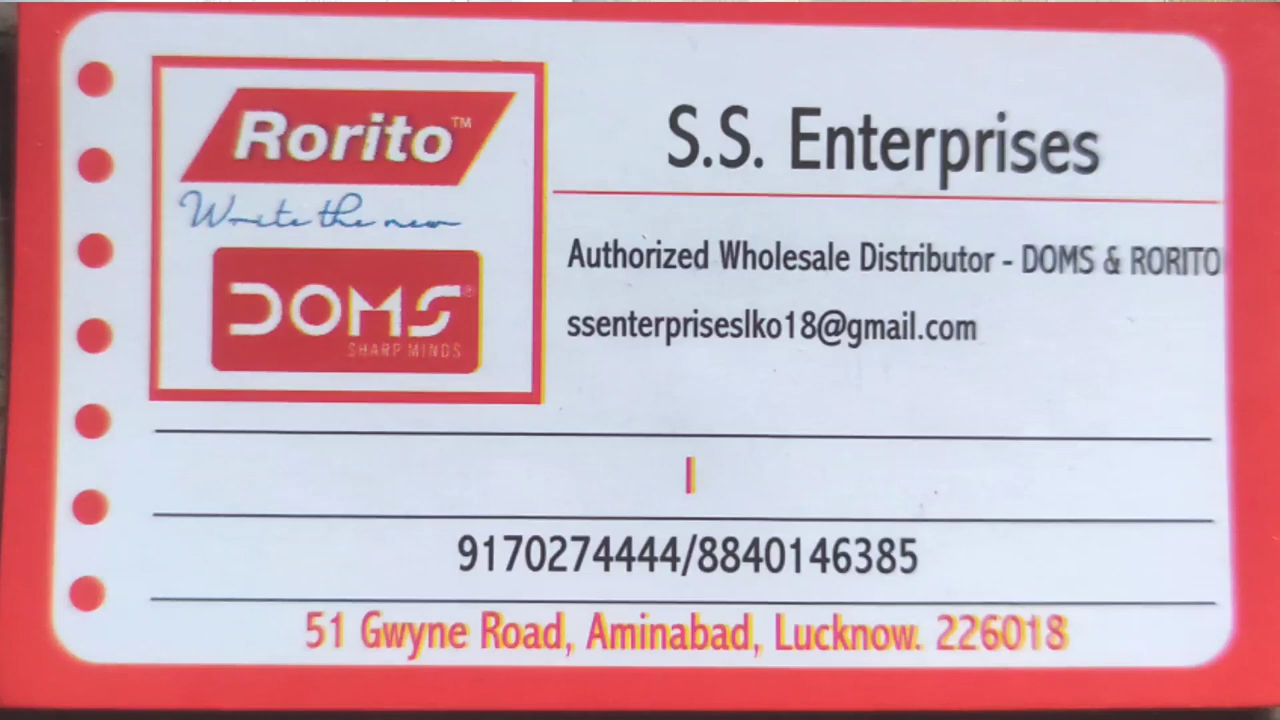 Rorito™
Write the new
DOMS®
SHARP MINDS
S.S. Enterprises
Authorized Wholesale Distributor - DOMS & RORITO
ssenterpriseslko18@gmail.com
|
9170274444/8840146385
51 Gwyne Road, Aminabad, Lucknow. 226018